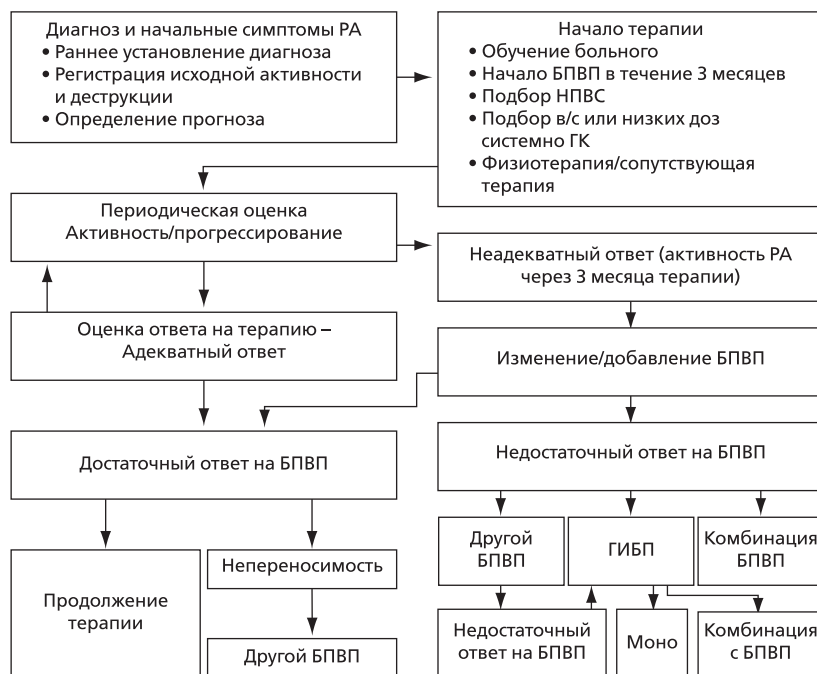 Диагноз и начальные симптомы РА
• Раннее установление диагноза
• Регистрация исходной активности
и деструкции
• Определение прогноза
Начало терапии
• Обучение больного
• Начало БПВП в течение 3 месяцев
• Подбор НПВС
• Подбор в/с или низких доз
системно ГК
• Физиотерапия/сопутствующая
терапия
Периодическая оценка
Активность/прогрессирование
Неадекватный ответ (активность РА
через 3 месяца терапии)
Оценка ответа на терапию –
Адекватный ответ
Изменение/добавление БПВП
Достаточный ответ на БПВП
Недостаточный ответ на БПВП
Продолжение
терапии
Непереносимость
Другой БПВП
Другой
БПВП
ГИБП
Комбинация
БПВП
Недостаточный
ответ на БПВП
Моно
Комбинация
с БПВП